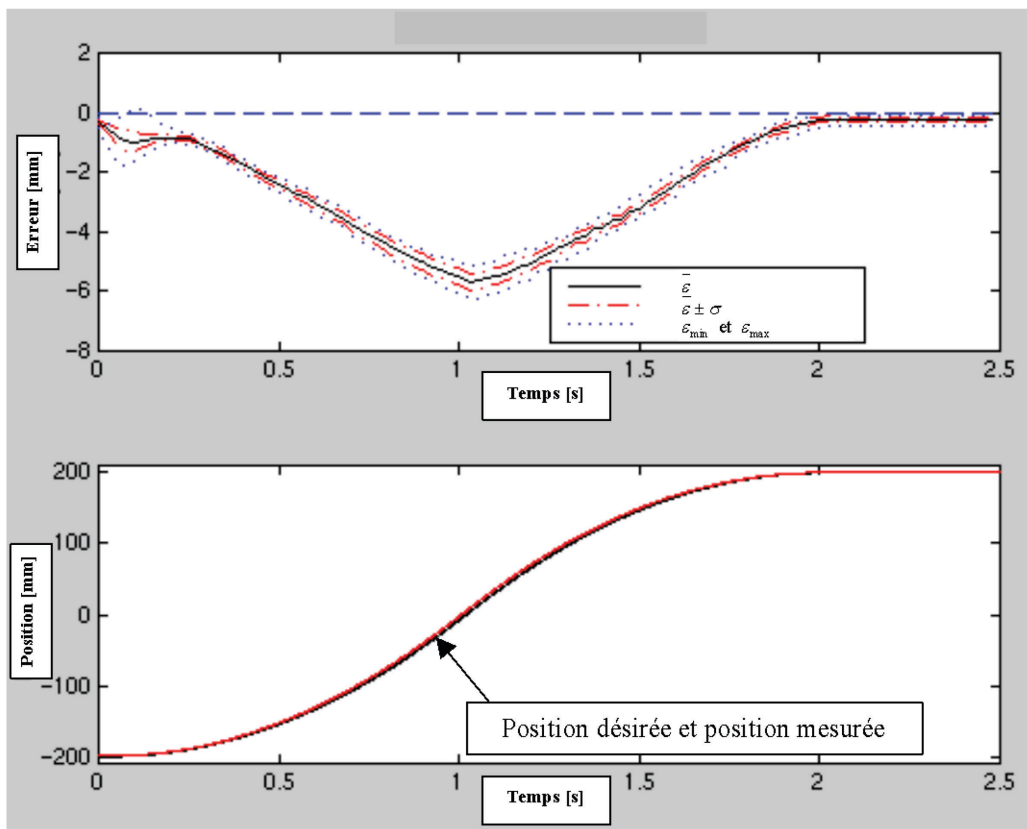 2
0
-2
-4
-6
-8
Erreur [mm]
ε̄
ε̄ ± σ
ε_min et ε_max
0 0.5 1 1.5 2 2.5
Temps [s]
200
100
0
-100
-200
Position [mm]
Position désirée et position mesurée
0 0.5 1 1.5 2 2.5
Temps [s]